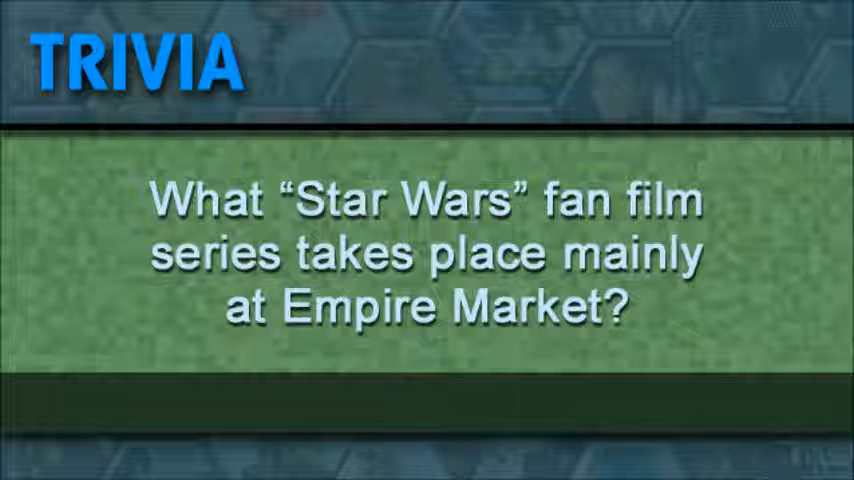 TRIVIA
What “Star Wars” fan film
series takes place mainly
at Empire Market?